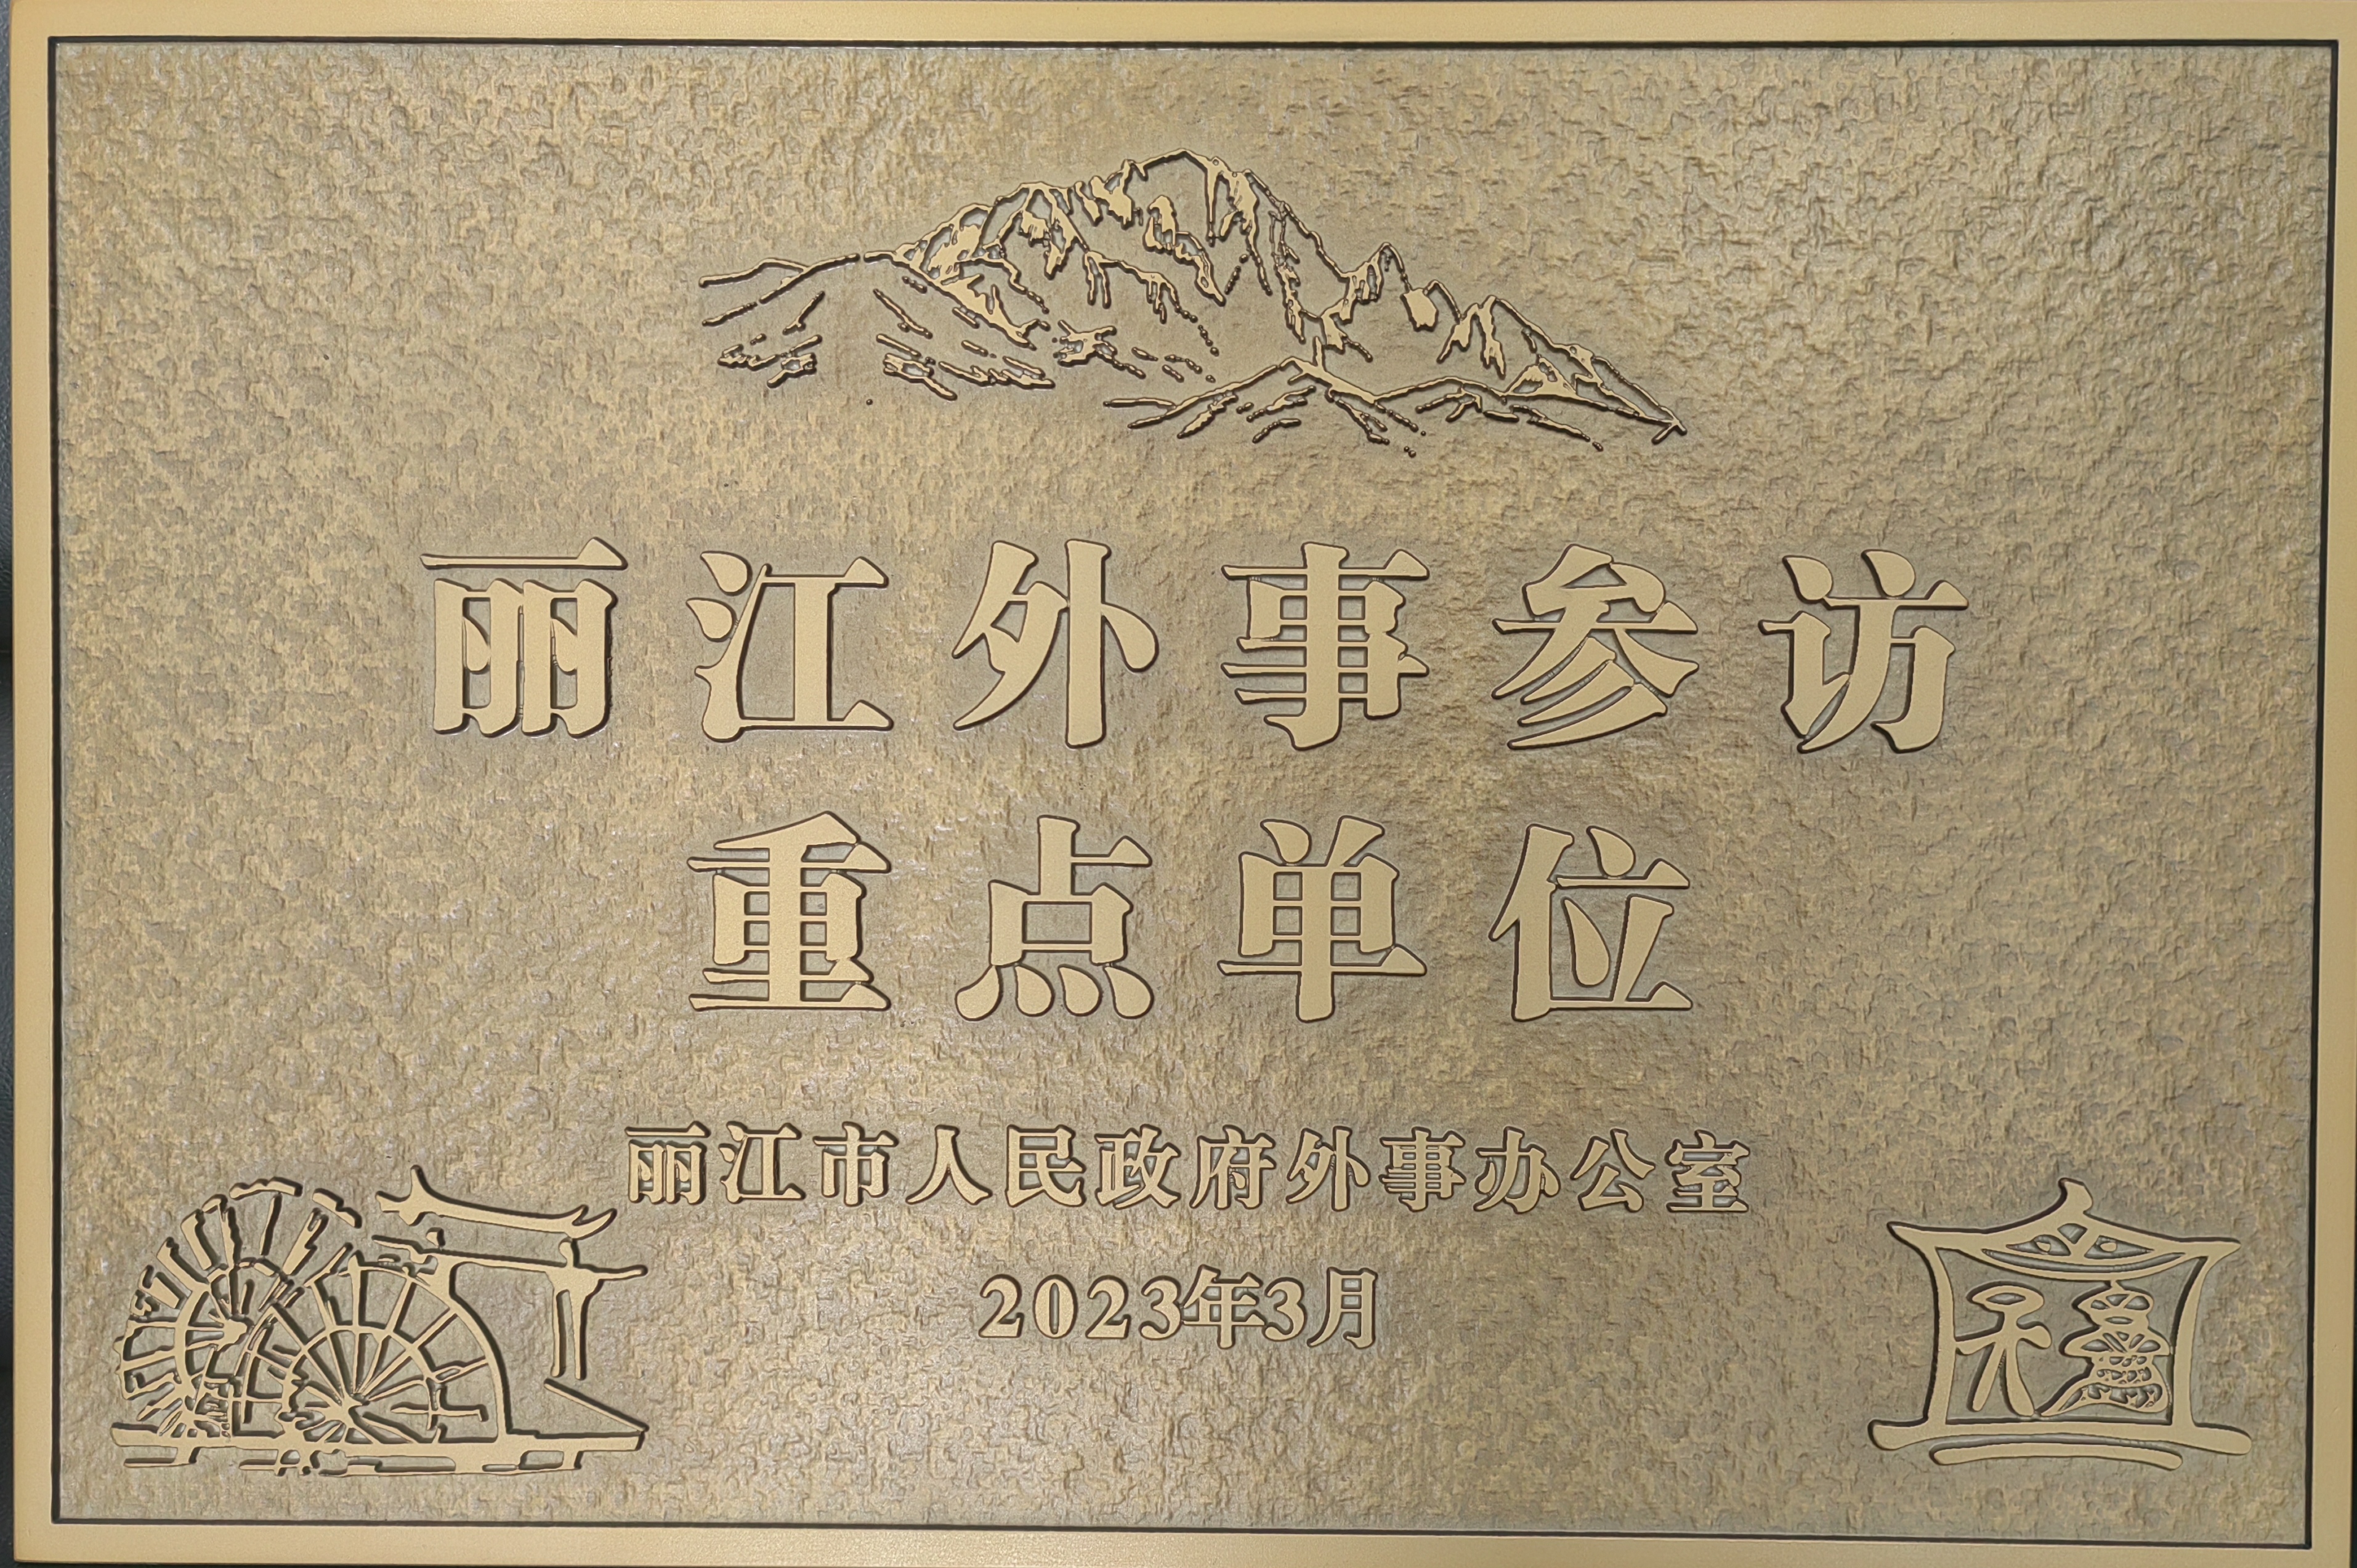 丽江外事参访
重点单位
丽江市人民政府外事办公室
2023年3月